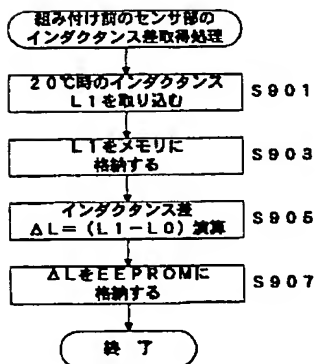 組み付け前のセンサ部の
インダクタンス差取得処理
20℃時のインダクタンス
L1を取り込む
S901
L1をメモリに
格納する
S903
インダクタンス差
ΔL=(L1-L0)演算
S905
ΔLをEEPROMに
格納する
S907
終了